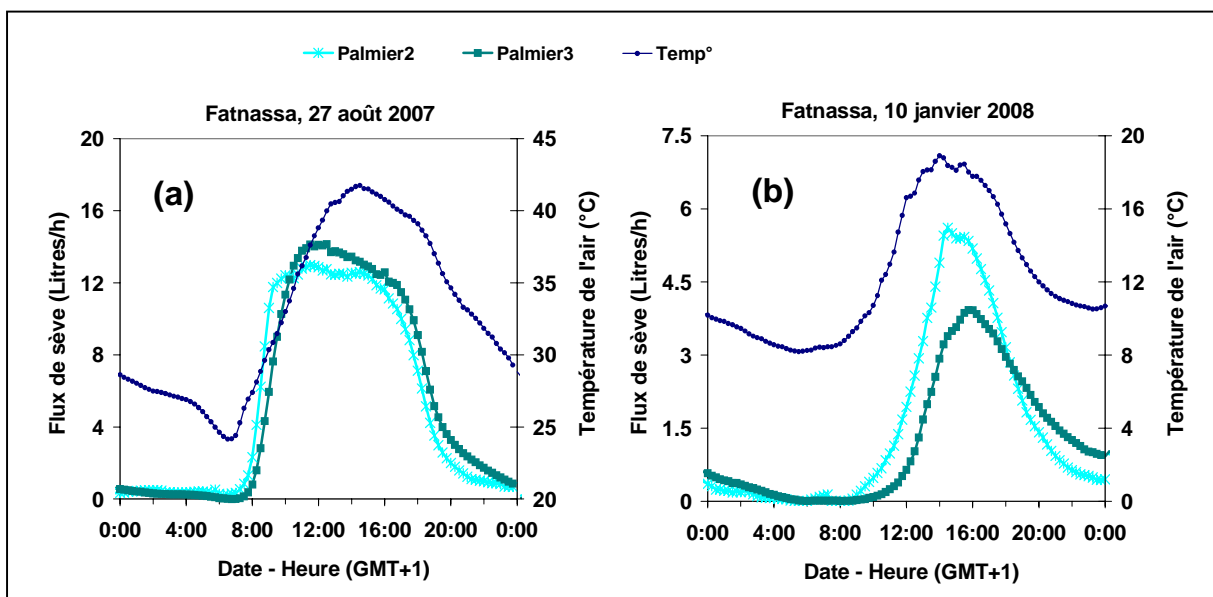 Palmier2 Palmier3 Temp°
Fatnassa, 27 août 2007
20
16
12
8
4
0
Flux de sève (Litres/h)
(a)
45
40
35
30
25
20
Température de l'air (°C)
0:00 4:00 8:00 12:00 16:00 20:00 0:00
Date - Heure (GMT+1)
Fatnassa, 10 janvier 2008
7.5
6
4.5
3
1.5
0
Flux de sève (Litres/h)
(b)
20
16
12
8
4
0
Température de l'air (°C)
0:00 4:00 8:00 12:00 16:00 20:00 0:00
Date - Heure (GMT+1)